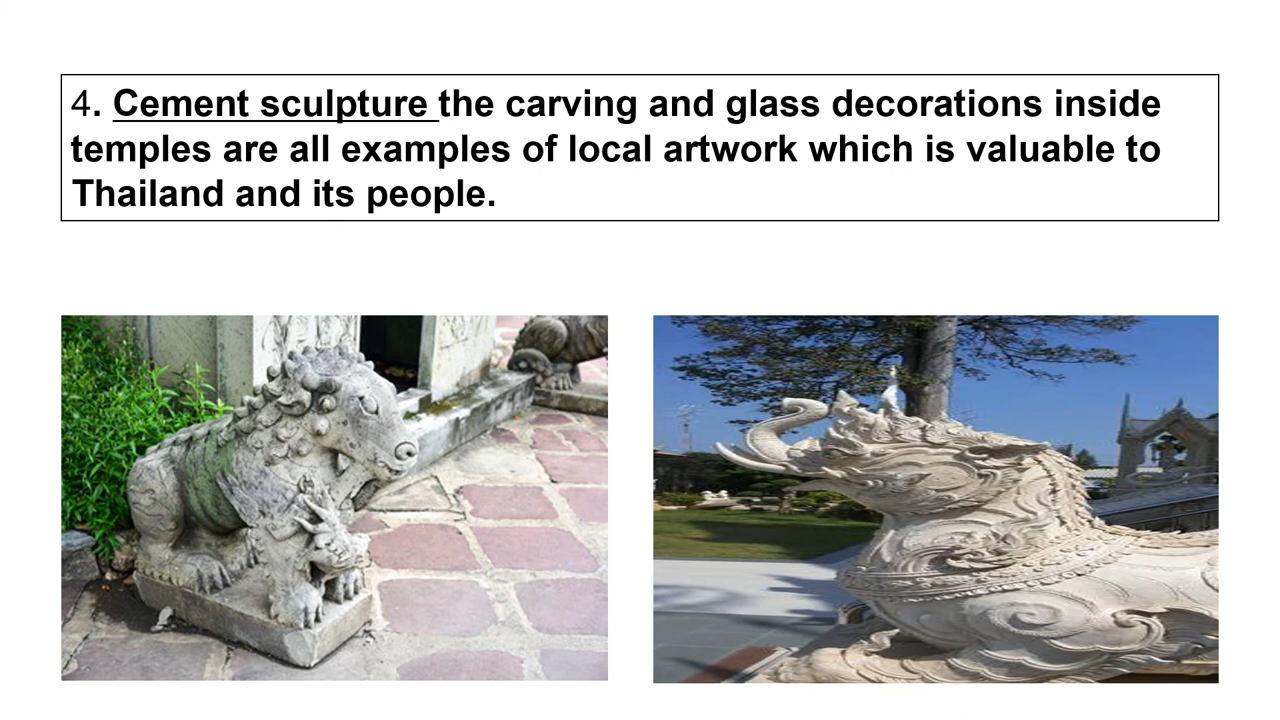 4. Cement sculpture the carving and glass decorations inside
temples are all examples of local artwork which is valuable to
Thailand and its people.